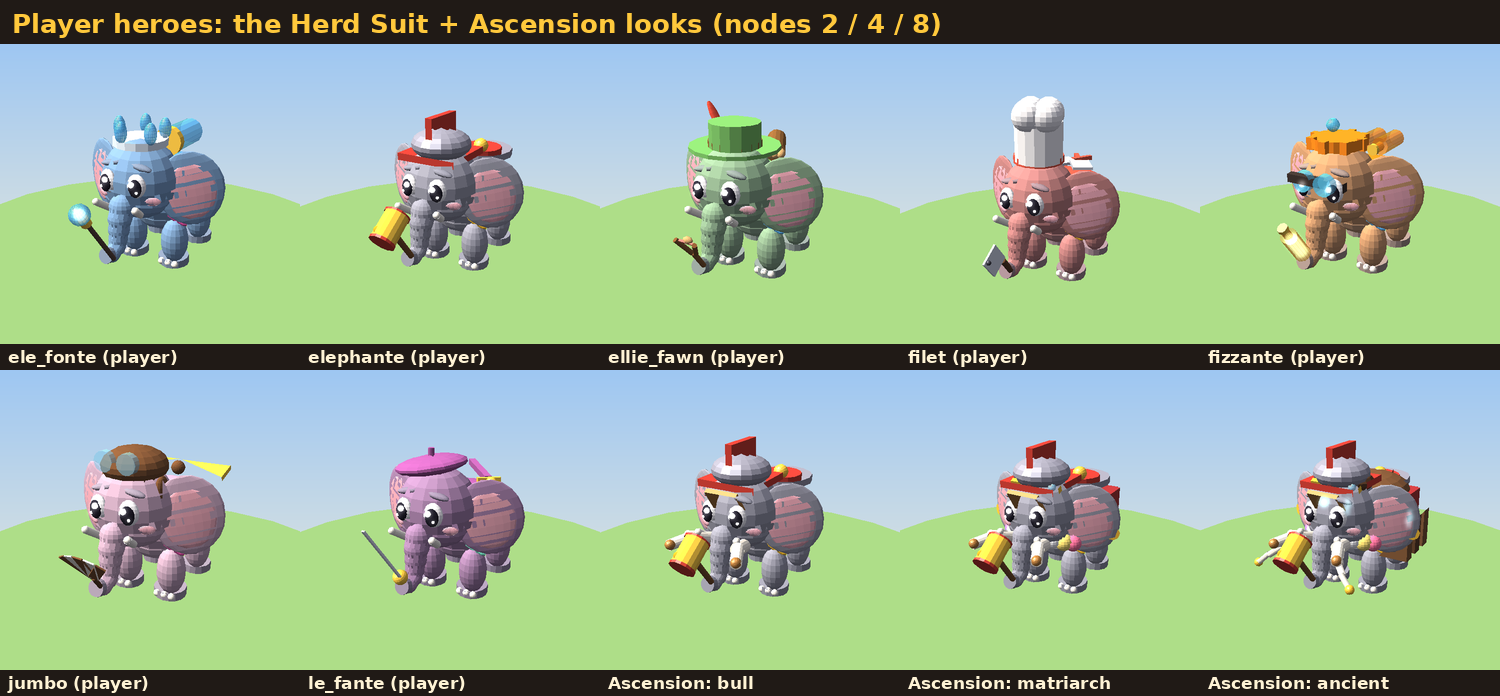 Player heroes: the Herd Suit + Ascension looks (nodes 2 / 4 / 8)
ele_fonte (player)
elephante (player)
ellie_fawn (player)
filet (player)
fizzante (player)
jumbo (player)
le_fante (player)
Ascension: bull
Ascension: matriarch
Ascension: ancient